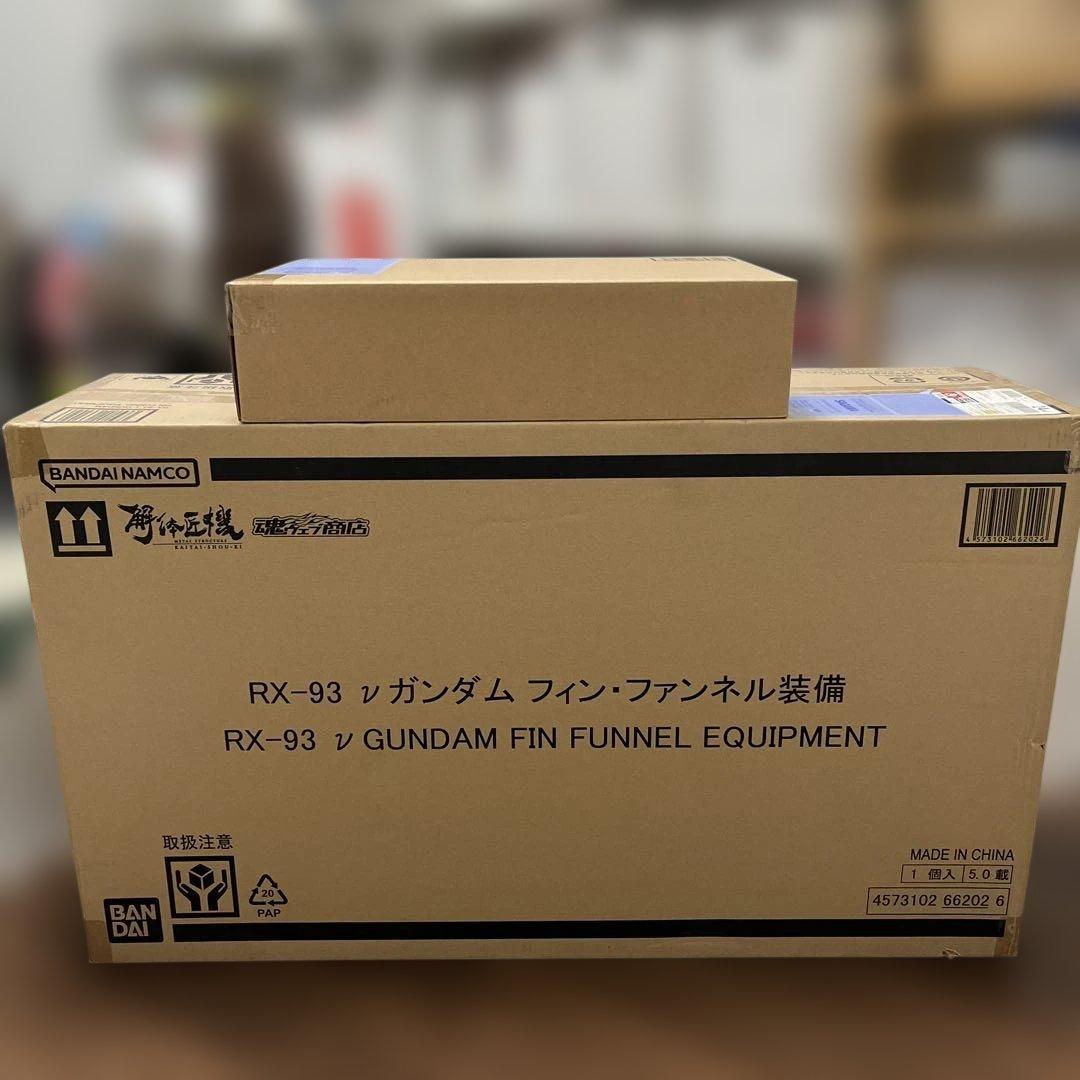 BANDAI NAMCO
解体匠機
METAL STRUCTURE
KAITAI-SHOU-KI
魂ウェブ商店
4 573102 662026
RX-93 ν ガンダム フィン・ファンネル装備
RX-93 ν GUNDAM FIN FUNNEL EQUIPMENT
取扱注意
20
PAP
BAN
DAI
MADE IN CHINA
1 個入 5.0 載
4573102 66202 6